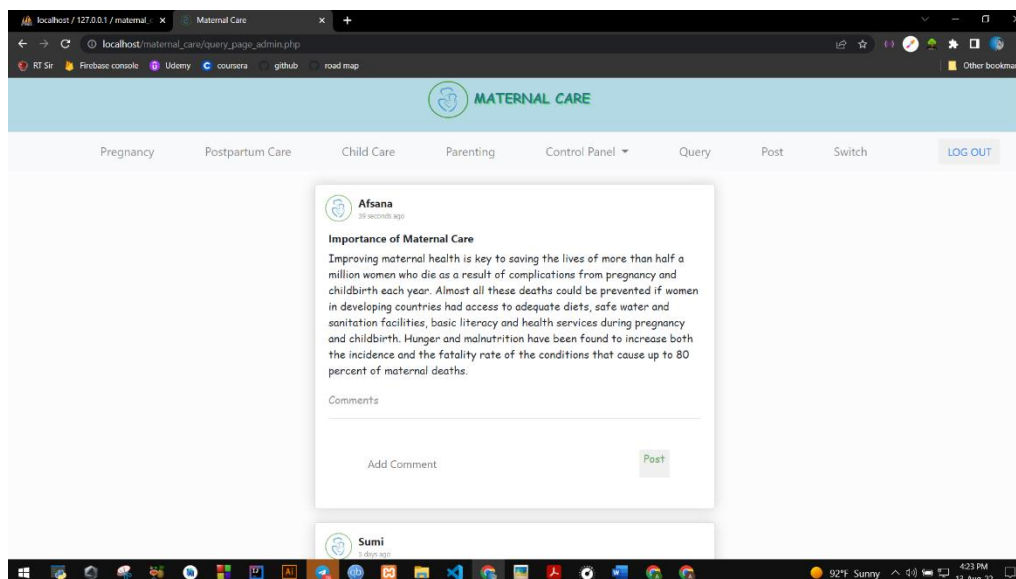 localhost / 127.0.0.1 / maternal_c
Maternal Care
localhost/maternal_care/query_page_admin.php
RT Sir Firebase console Udemy coursera github road map Other bookmar
MATERNAL CARE
Pregnancy Postpartum Care Child Care Parenting Control Panel Query Post Switch LOG OUT
Afsana
39 seconds ago
Importance of Maternal Care
Improving maternal health is key to saving the lives of more than half a
million women who die as a result of complications from pregnancy and
childbirth each year. Almost all these deaths could be prevented if women
in developing countries had access to adequate diets, safe water and
sanitation facilities, basic literacy and health services during pregnancy
and childbirth. Hunger and malnutrition have been found to increase both
the incidence and the fatality rate of the conditions that cause up to 80
percent of maternal deaths.
Comments
Add Comment Post
Sumi
days ago
92°F Sunny 4:23 PM
13-Aug-22